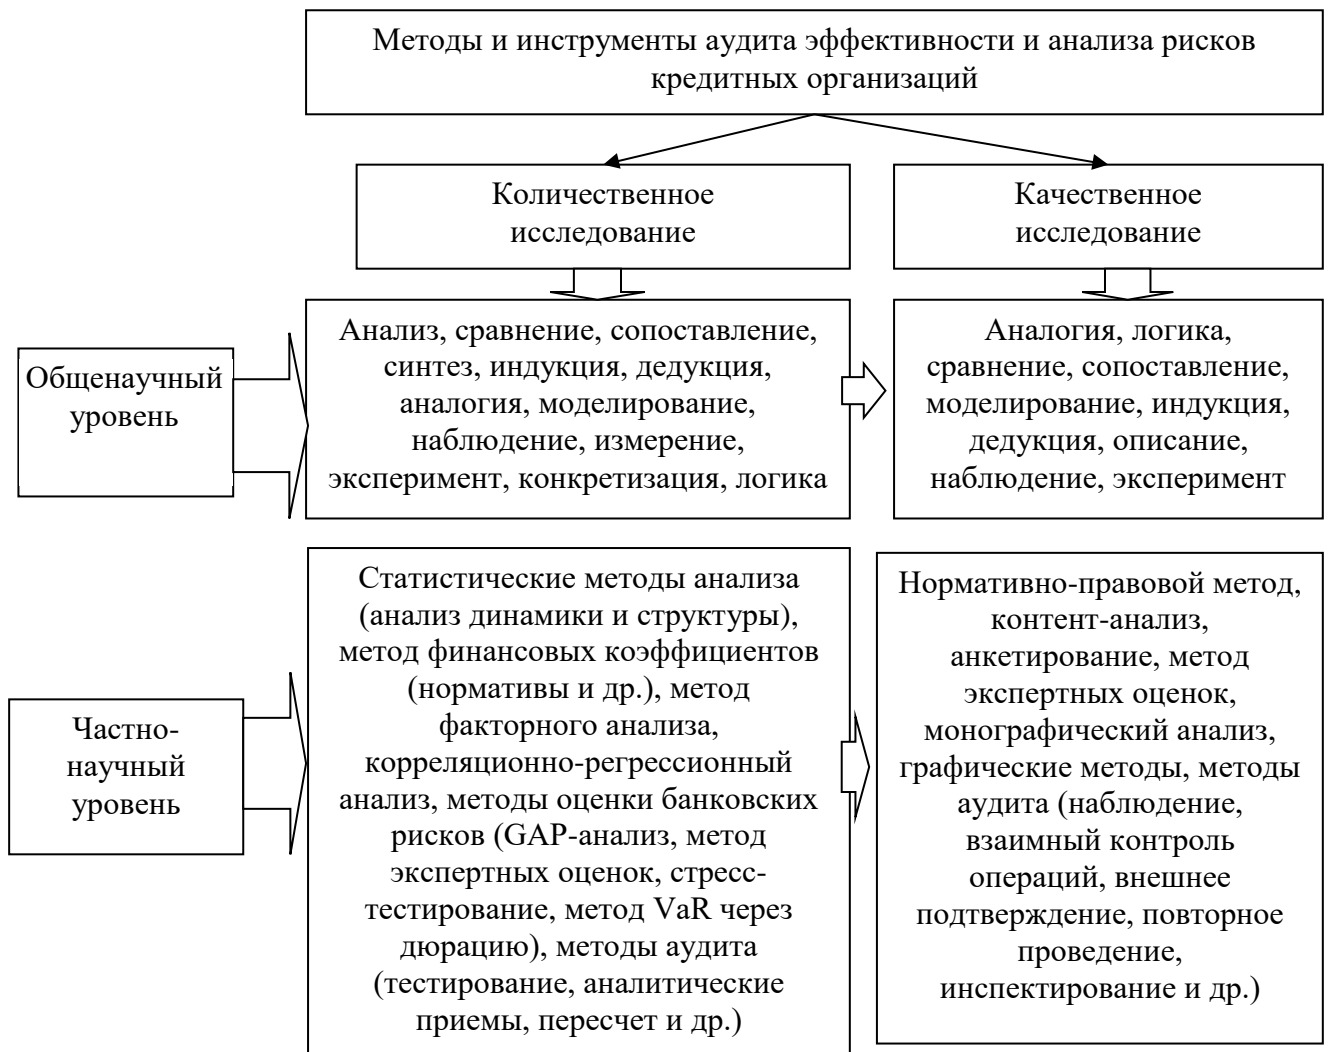 Методы и инструменты аудита эффективности и анализа рисков
кредитных организаций
Количественное
исследование
Качественное
исследование
Общенаучный
уровень
Анализ, сравнение, сопоставление,
синтез, индукция, дедукция,
аналогия, моделирование,
наблюдение, измерение,
эксперимент, конкретизация, логика
Аналогия, логика,
сравнение, сопоставление,
моделирование, индукция,
дедукция, описание,
наблюдение, эксперимент
Частно-
научный
уровень
Статистические методы анализа
(анализ динамики и структуры),
метод финансовых коэффициентов
(нормативы и др.), метод
факторного анализа,
корреляционно-регрессионный
анализ, методы оценки банковских
рисков (GAP-анализ, метод
экспертных оценок, стресс-
тестирование, метод VaR через
дюрацию), методы аудита
(тестирование, аналитические
приемы, пересчет и др.)
Нормативно-правовой метод,
контент-анализ,
анкетирование, метод
экспертных оценок,
монографический анализ,
графические методы, методы
аудита (наблюдение,
взаимный контроль
операций, внешнее
подтверждение, повторное
проведение,
инспектирование и др.)